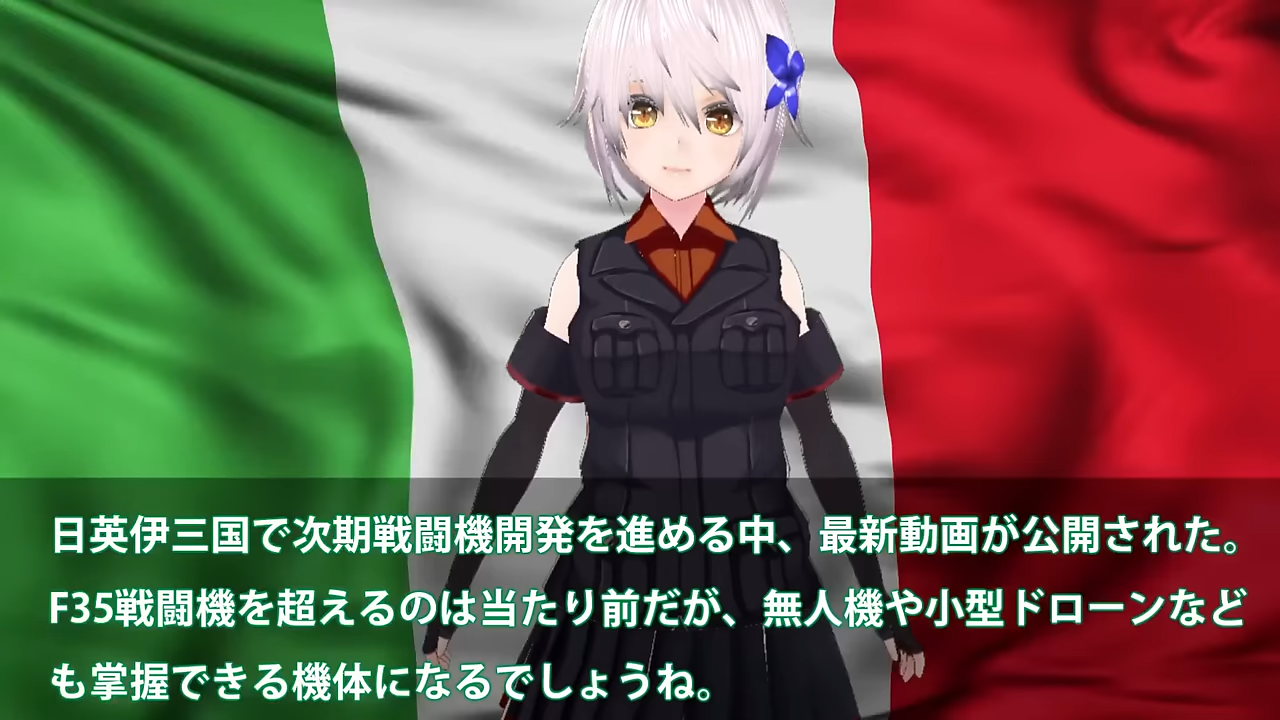 日英伊三国で次期戦闘機開発を進める中、最新動画が公開された。
F35戦闘機を超えるのは当たり前だが、無人機や小型ドローンなど
も掌握できる機体になるでしょうね。